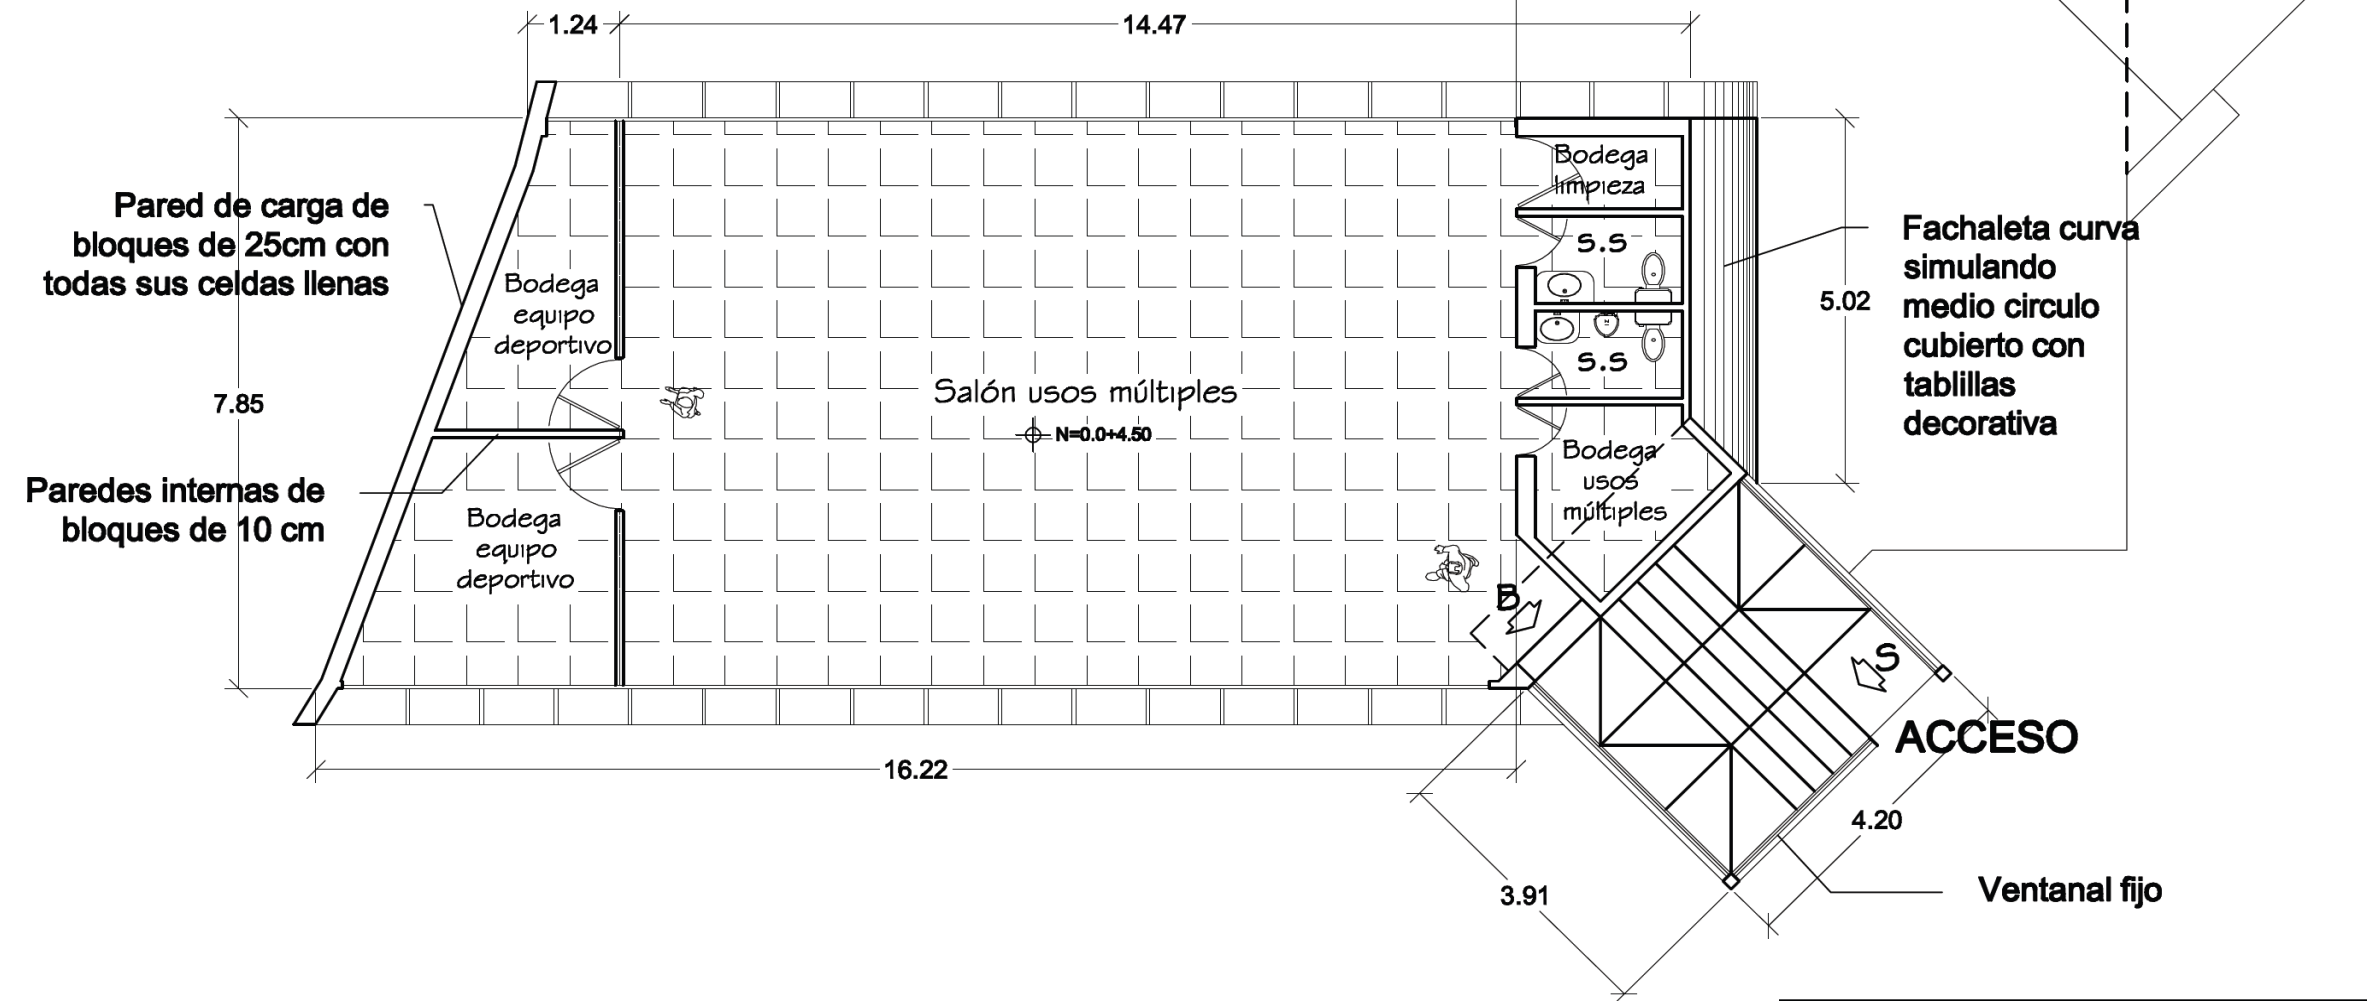 1.24
14.47
Pared de carga de
bloques de 25cm con
todas sus celdas llenas
7.85
Paredes internas de
bloques de 10 cm
Bodega
equipo
deportivo
Bodega
equipo
deportivo
Salón usos múltiples
N=0.0+4.50
Bodega
limpieza
S.S
S.S
Bodega
usos
múltiples
B
S
5.02
Fachaleta curva
simulando
medio circulo
cubierto con
tablillas
decorativa
ACCESO
16.22
4.20
3.91
Ventanal fijo